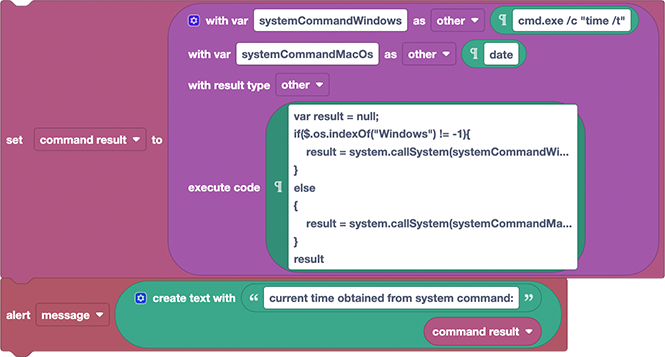 with var systemCommandWindows as other ¶ cmd.exe /c "time /t"
with var systemCommandMacOs as other ¶ date
with result type other
set command result to
execute code ¶
var result = null;
if($.os.indexOf("Windows") != -1){
result = system.callSystem(systemCommandWi...
}
else
{
result = system.callSystem(systemCommandMa...
}
result
alert message create text with “ current time obtained from system command: ”
command result